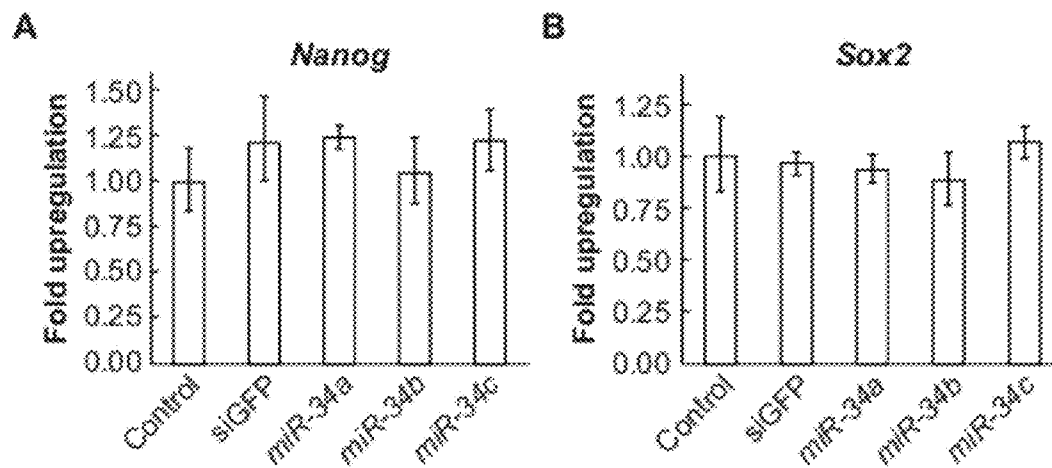 A
Nanog
Fold upregulation
1.50
1.25
1.00
0.75
0.50
0.25
0.00
Control
siGFP
miR-34a
miR-34b
miR-34c
B
Sox2
Fold upregulation
1.25
1.00
0.75
0.50
0.25
0.00
Control
siGFP
miR-34a
miR-34b
miR-34c